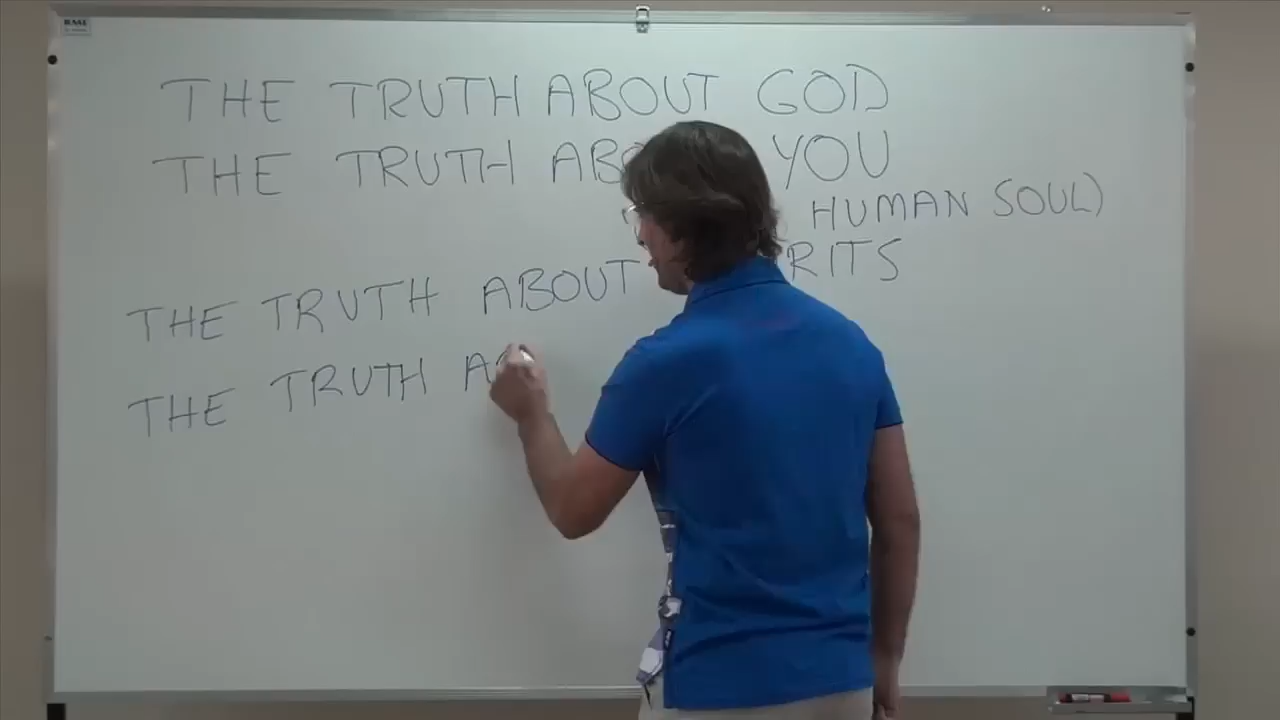 THE TRUTH ABOUT GOD
THE TRUTH YOU
HUMAN SOUL)
THE TRUTH ABOUT
THE TRUTH